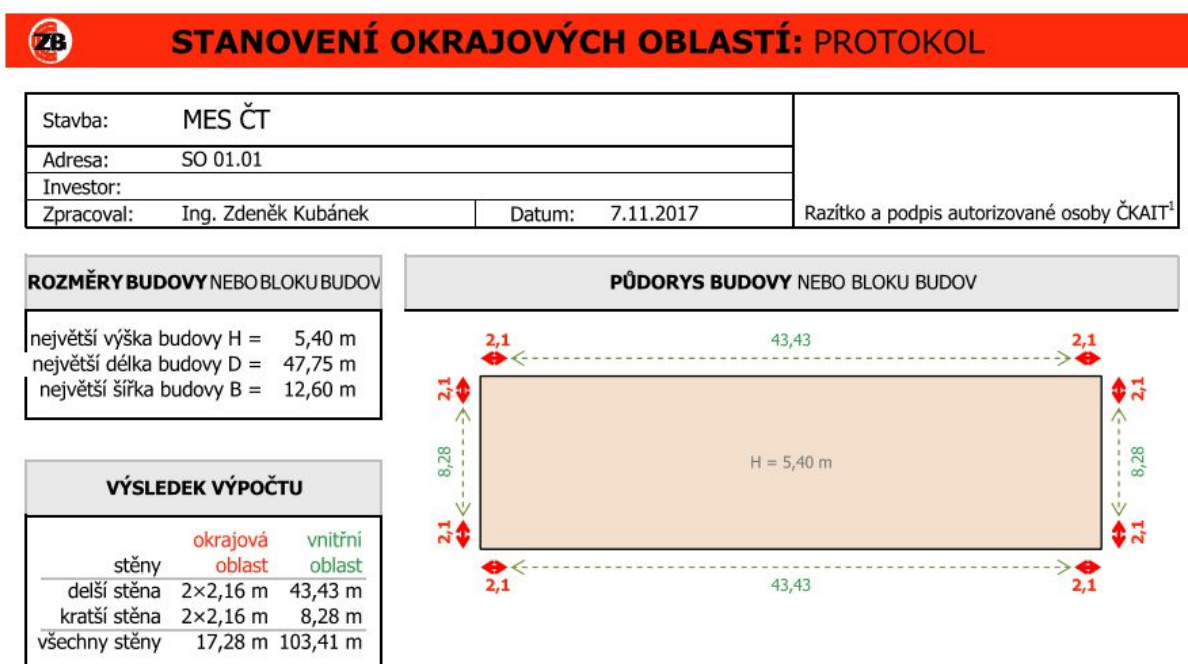 ZB
STANOVENÍ OKRAJOVÝCH OBLASTÍ: PROTOKOL
Stavba: MES ČT
Adresa: SO 01.01
Investor:
Zpracoval: Ing. Zdeněk Kubánek Datum: 7.11.2017 Razítko a podpis autorizované osoby ČKAIT¹
ROZMĚRY BUDOVY NEBO BLOKU BUDOV
největší výška budovy H = 5,40 m
největší délka budovy D = 47,75 m
největší šířka budovy B = 12,60 m
VÝSLEDEK VÝPOČTU
okrajová vnitřní
stěny oblast oblast
delší stěna 2×2,16 m 43,43 m
kratší stěna 2×2,16 m 8,28 m
všechny stěny 17,28 m 103,41 m
PŮDORYS BUDOVY NEBO BLOKU BUDOV
2,1 43,43 2,1
2,1 2,1
8,28 H = 5,40 m 8,28
2,1 2,1
2,1 43,43 2,1